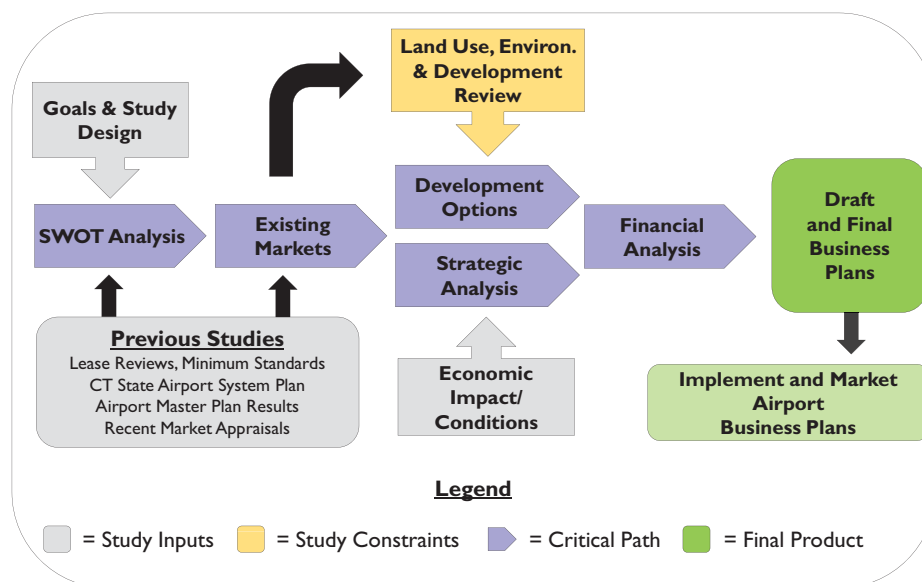 Land Use, Environ.
& Development
Review
Goals & Study
Design
SWOT Analysis
Existing
Markets
Development
Options
Strategic
Analysis
Financial
Analysis
Draft
and Final
Business
Plans
Previous Studies
Lease Reviews, Minimum Standards
CT State Airport System Plan
Airport Master Plan Results
Recent Market Appraisals
Economic
Impact/
Conditions
Implement and Market
Airport
Business Plans
Legend
= Study Inputs
= Study Constraints
= Critical Path
= Final Product